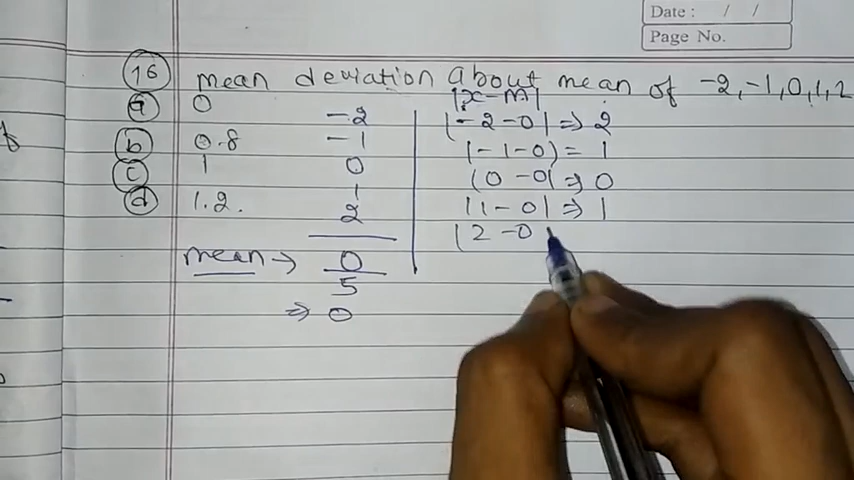 Date : / /
Page No.
16 mean deviation About mean of -2,-1,0,1,2
a 0
b 0.8
c 1
d 1.2.
-2
-1
0
1
2
mean → 0
5
⇒ 0
|x-m|
|-2-0| ⇒ 2
|-1-0) = 1
(0-0| ⇒ 0
|1-0| ⇒ 1
|2-0